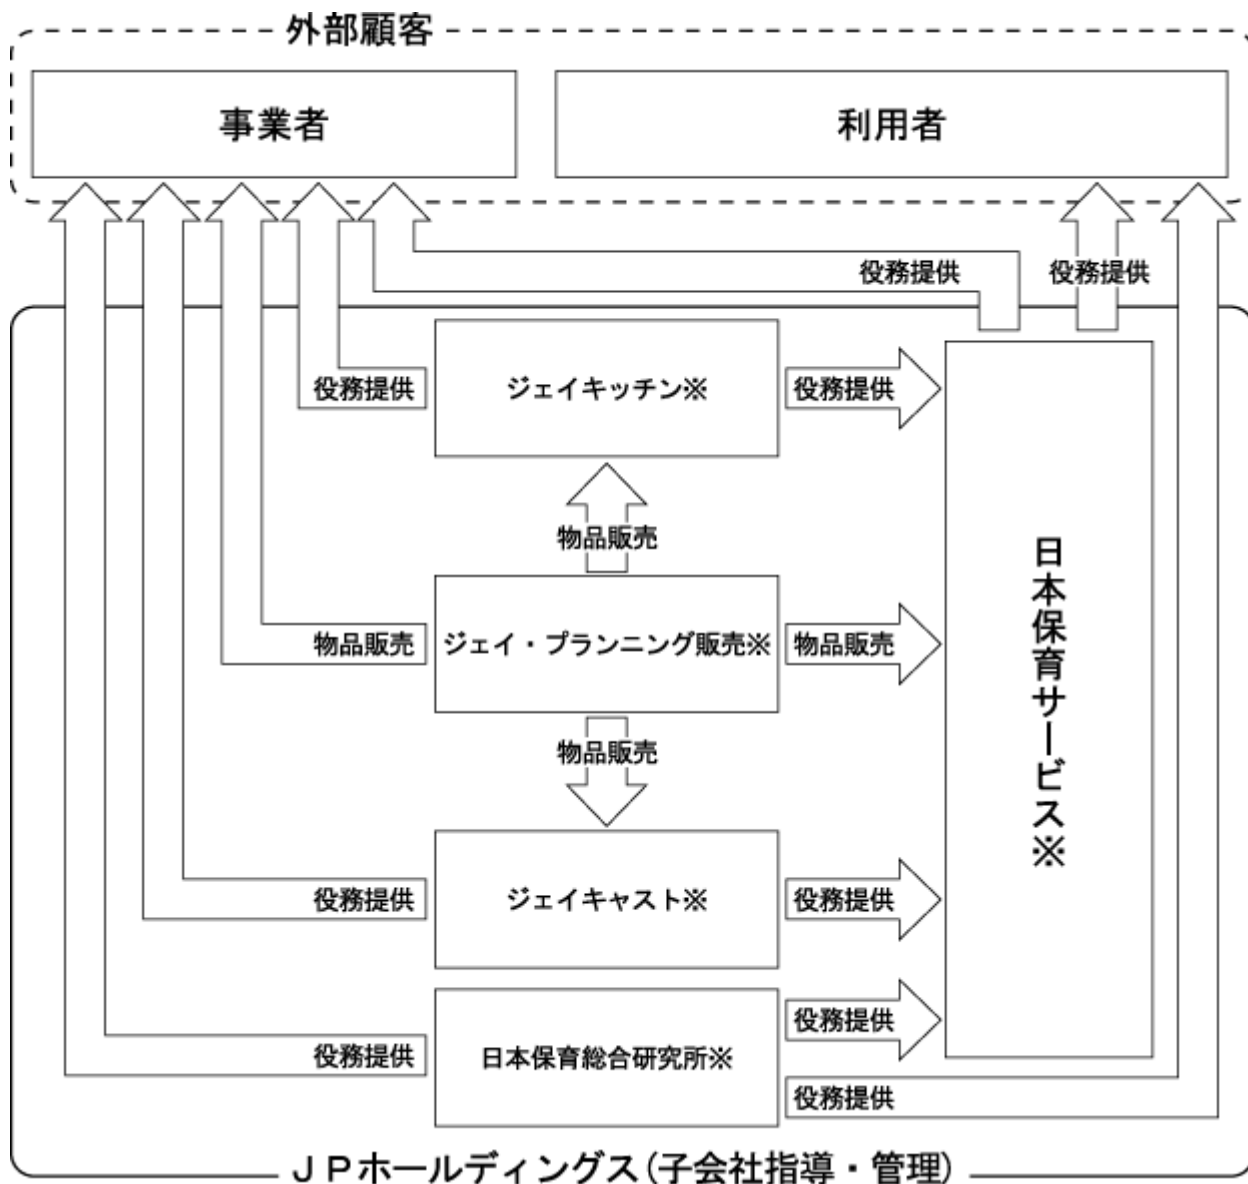 外部顧客
事業者
利用者
役務提供
役務提供
役務提供
ジェイキッチン※
役務提供
物品販売
物品販売
ジェイ・プランニング販売※
物品販売
物品販売
日本保育サービス※
役務提供
ジェイキャスト※
役務提供
役務提供
役務提供
日本保育総合研究所※
役務提供
ＪＰホールディングス(子会社指導・管理)